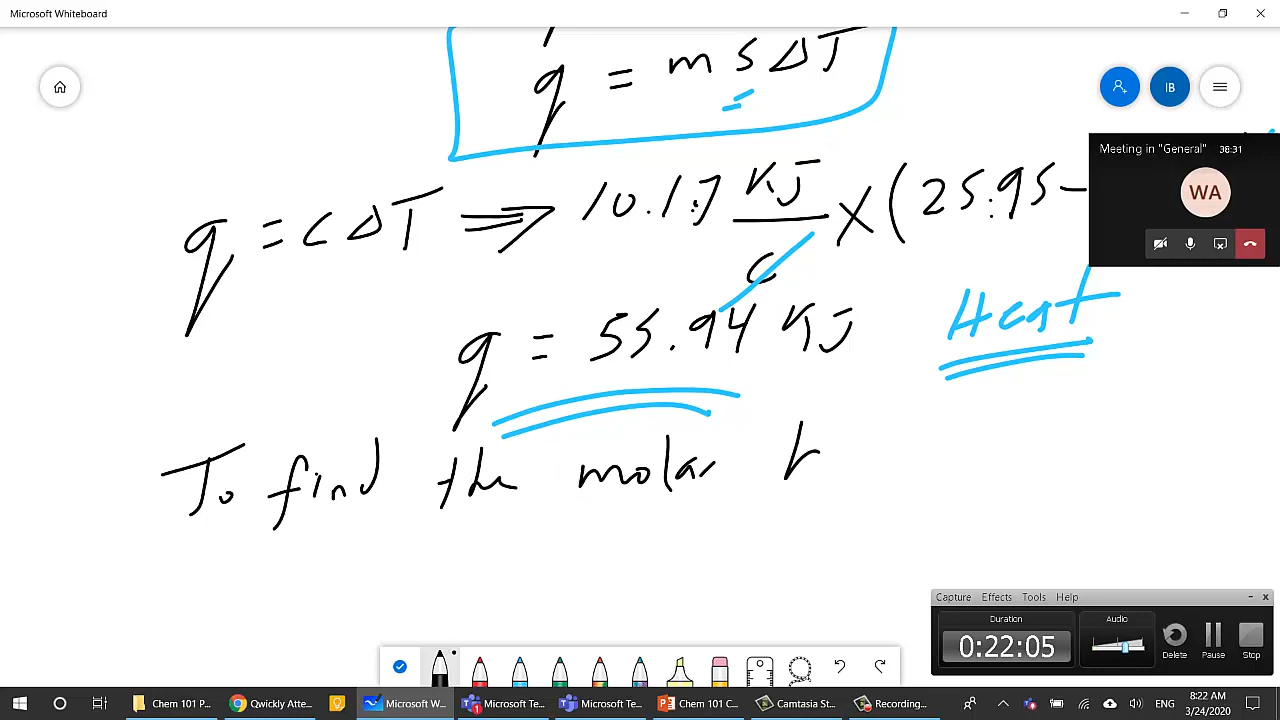 Microsoft Whiteboard
q = m s ΔT
IB
Meeting in "General" 38:31
WA
q = c ΔT ⟹ 10.17 KJ/c × (25.95 −
q = 55.94 KJ
Heat
To find the molar h
Capture Effects Tools Help
Duration
0:22:05
Audio
Delete
Pause
Stop
Chem 101 P...
Qwickly Atte...
Microsoft W...
Microsoft Te...
Microsoft Te...
Chem 101 C...
Camtasia St...
Recording...
ENG
8:22 AM
3/24/2020